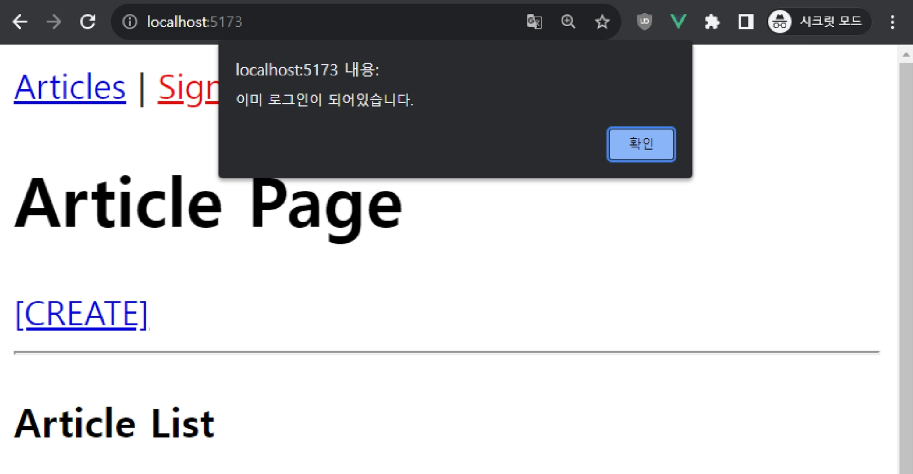 localhost:5173
시크릿 모드
localhost:5173 내용:
이미 로그인이 되어있습니다.
확인
Articles | Sign
Article Page
[CREATE]
Article List